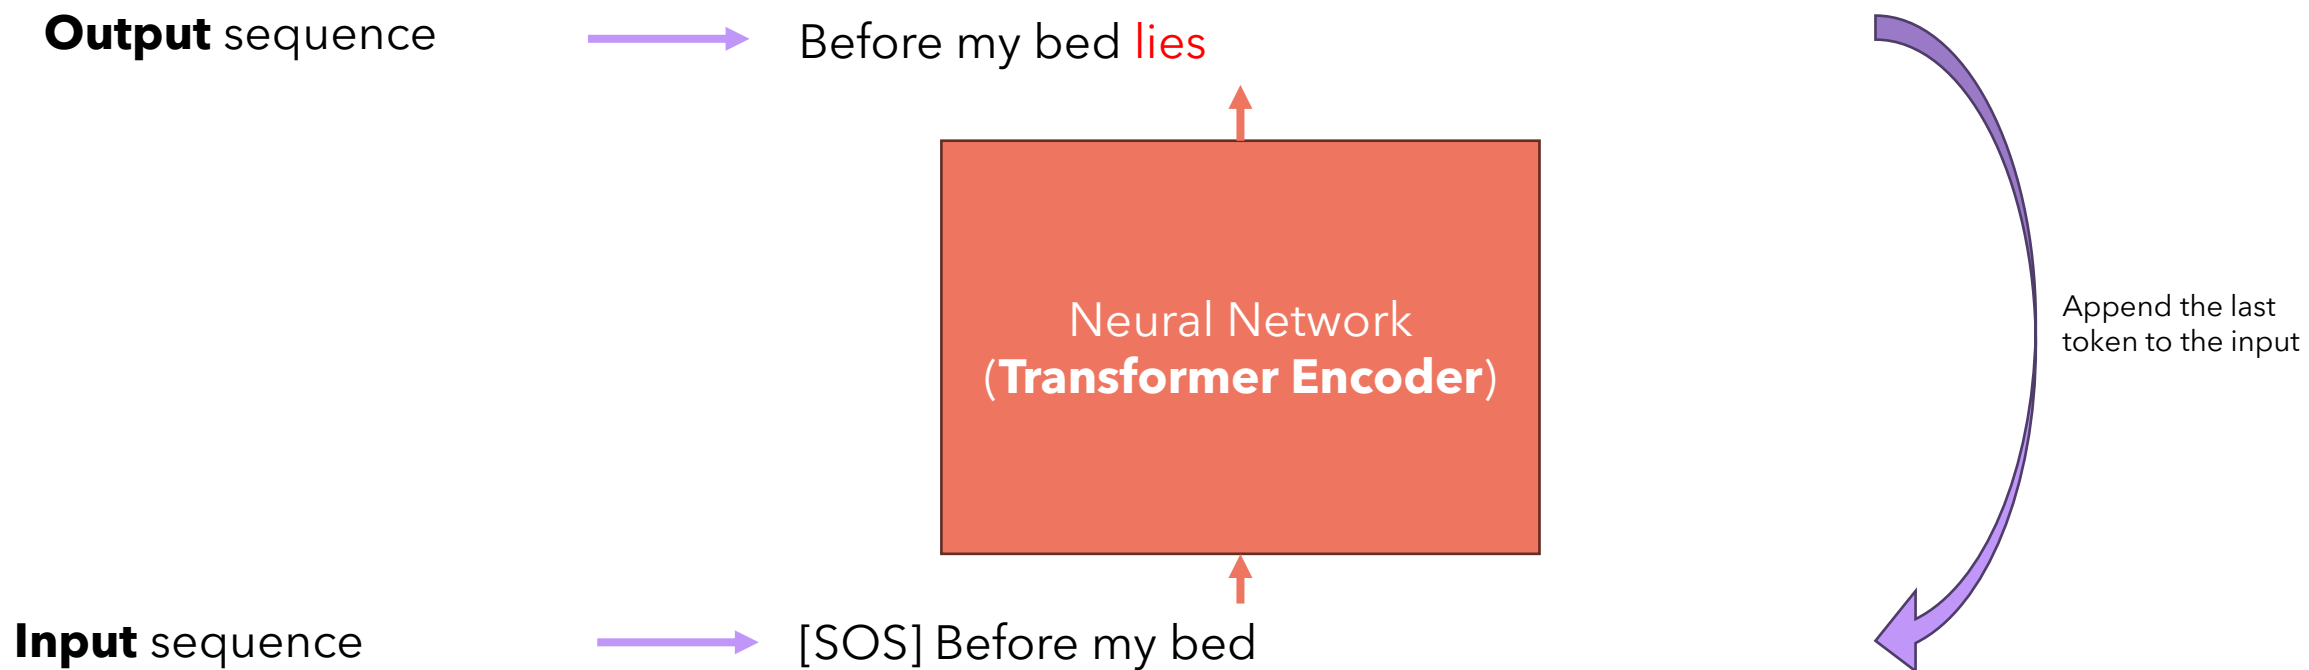 Output sequence
Before my bed lies
Neural Network
(Transformer Encoder)
Append the last
token to the input
Input sequence
[SOS] Before my bed